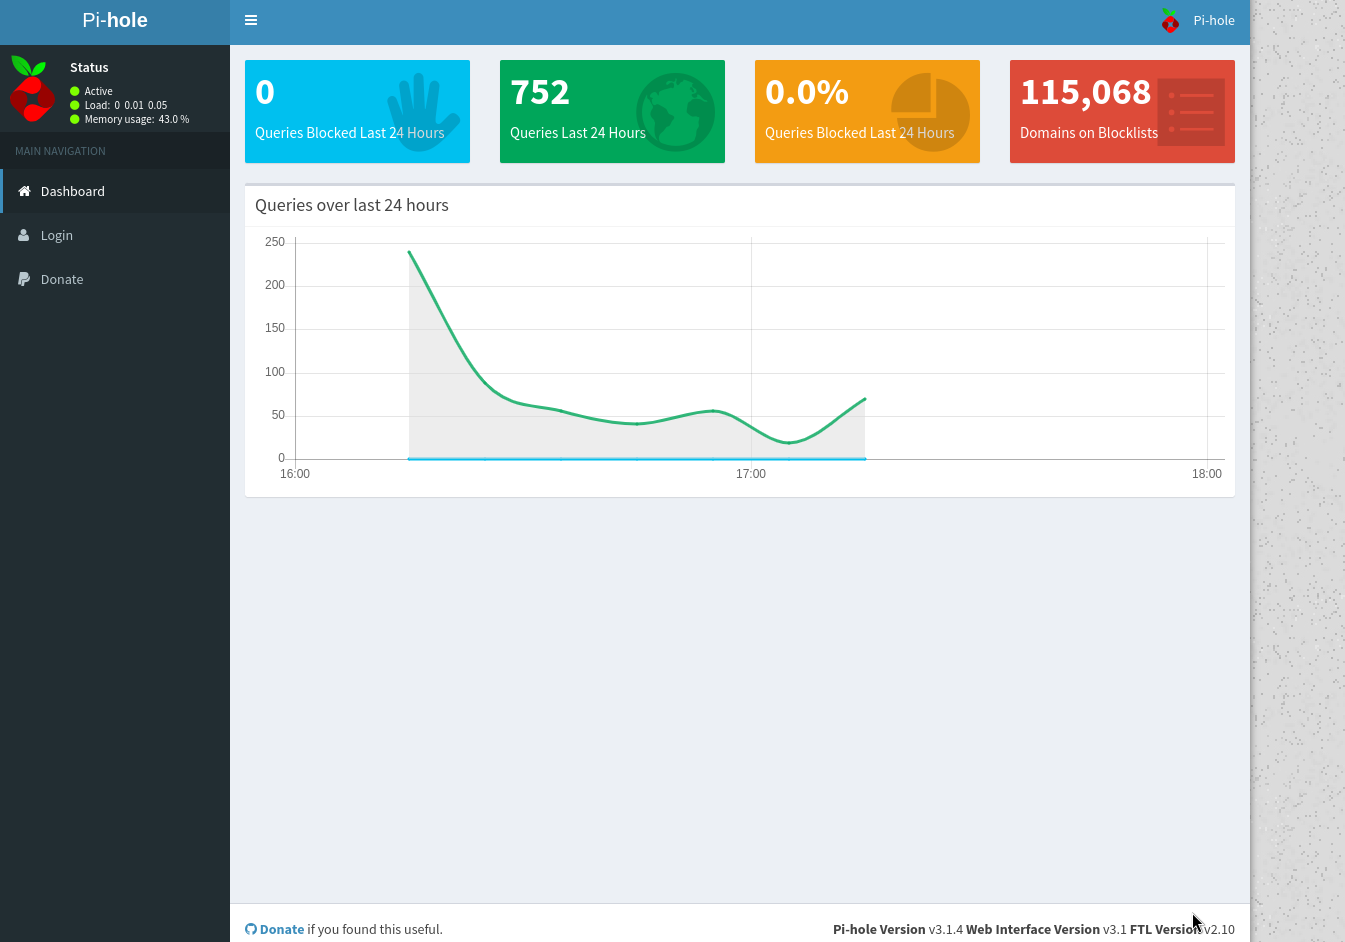 Pi-hole
Pi-hole
Status
Active
Load: 0 0.01 0.05
Memory usage: 43.0 %
MAIN NAVIGATION
Dashboard
Login
Donate
0
Queries Blocked Last 24 Hours
752
Queries Last 24 Hours
0.0%
Queries Blocked Last 24 Hours
115,068
Domains on Blocklists
Queries over last 24 hours
250
200
150
100
50
0
16:00 17:00 18:00
Donate if you found this useful.
Pi-hole Version v3.1.4 Web Interface Version v3.1 FTL Version v2.10